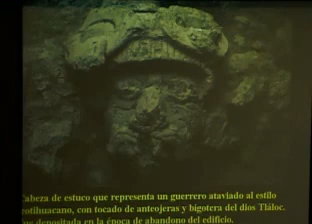 Cabeza de estuco que representa un guerrero ataviado al estilo
teotihuacano, con tocado de anteojeras y bigotera del dios Tláloc.
Fue depositada en la época de abandono del edificio.